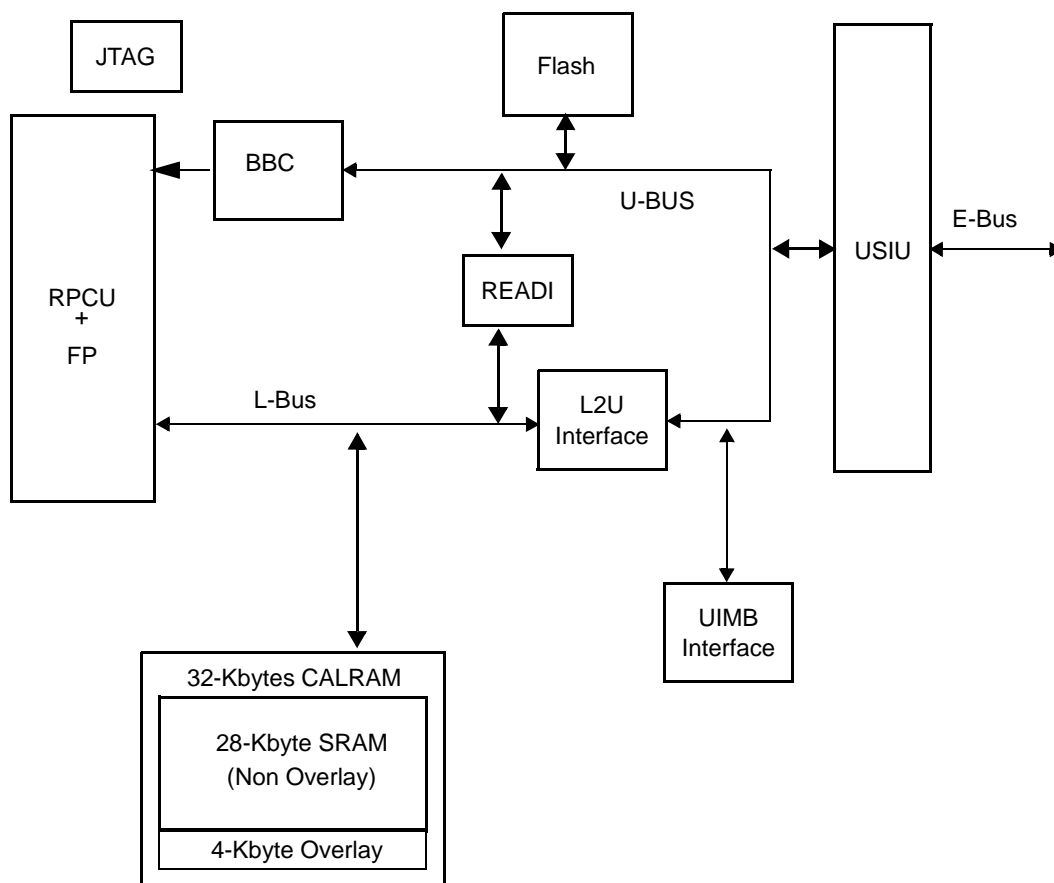 JTAG
Flash
BBC
U-BUS
E-Bus
USIU
READI
RPCU
+
FP
L-Bus
L2U
Interface
UIMB
Interface
32-Kbytes CALRAM
28-Kbyte SRAM
(Non Overlay)
4-Kbyte Overlay